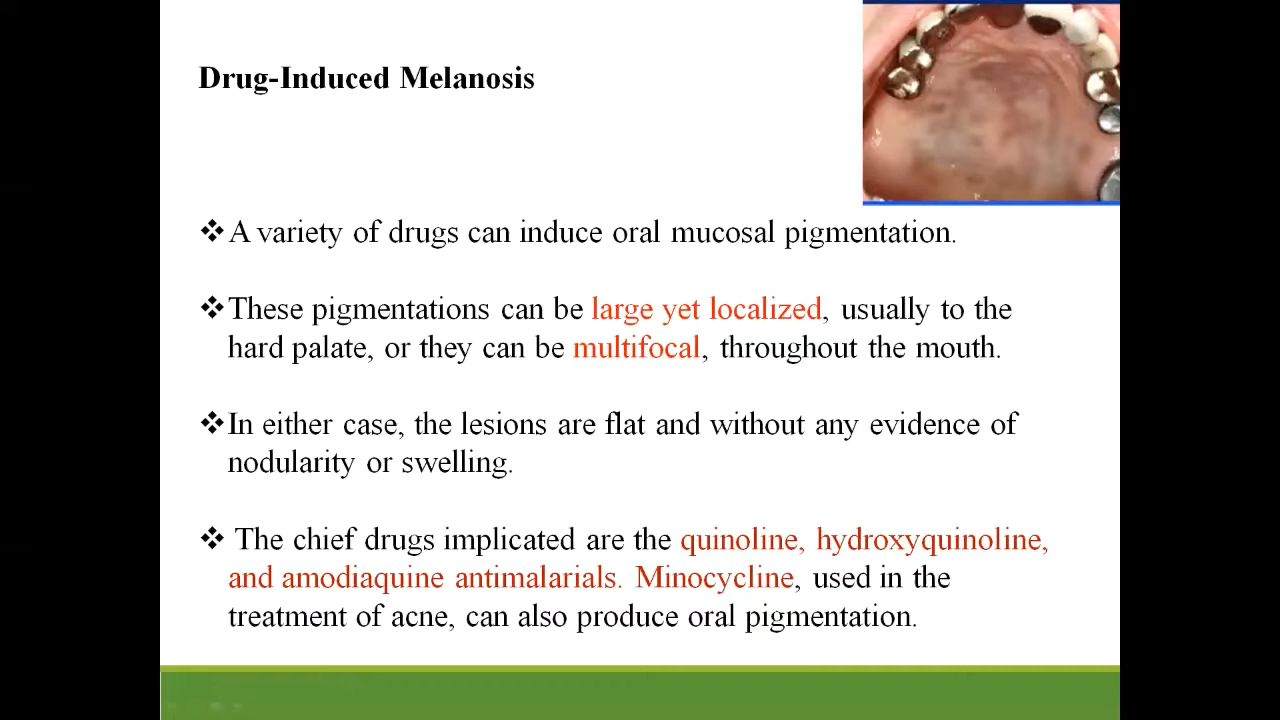 Drug-Induced Melanosis
❖A variety of drugs can induce oral mucosal pigmentation.
❖These pigmentations can be large yet localized, usually to the
hard palate, or they can be multifocal, throughout the mouth.
❖In either case, the lesions are flat and without any evidence of
nodularity or swelling.
❖ The chief drugs implicated are the quinoline, hydroxyquinoline,
and amodiaquine antimalarials. Minocycline, used in the
treatment of acne, can also produce oral pigmentation.